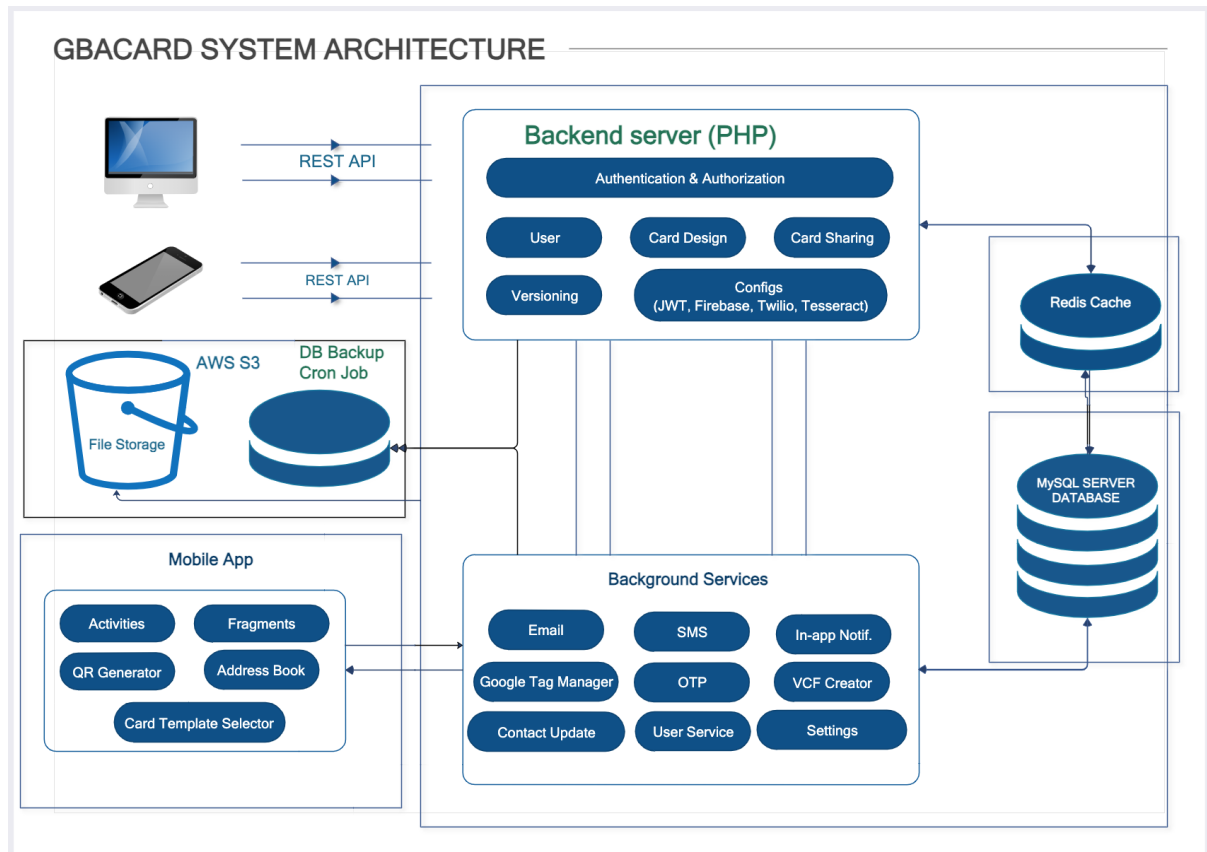 GBACARD SYSTEM ARCHITECTURE
REST API
REST API
Backend server (PHP)
Authentication & Authorization
User
Card Design
Card Sharing
Versioning
Configs
(JWT, Firebase, Twilio, Tesseract)
Redis Cache
MySQL SERVER
DATABASE
AWS S3
File Storage
DB Backup
Cron Job
Mobile App
Activities
Fragments
QR Generator
Address Book
Card Template Selector
Background Services
Email
SMS
In-app Notif.
Google Tag Manager
OTP
VCF Creator
Contact Update
User Service
Settings